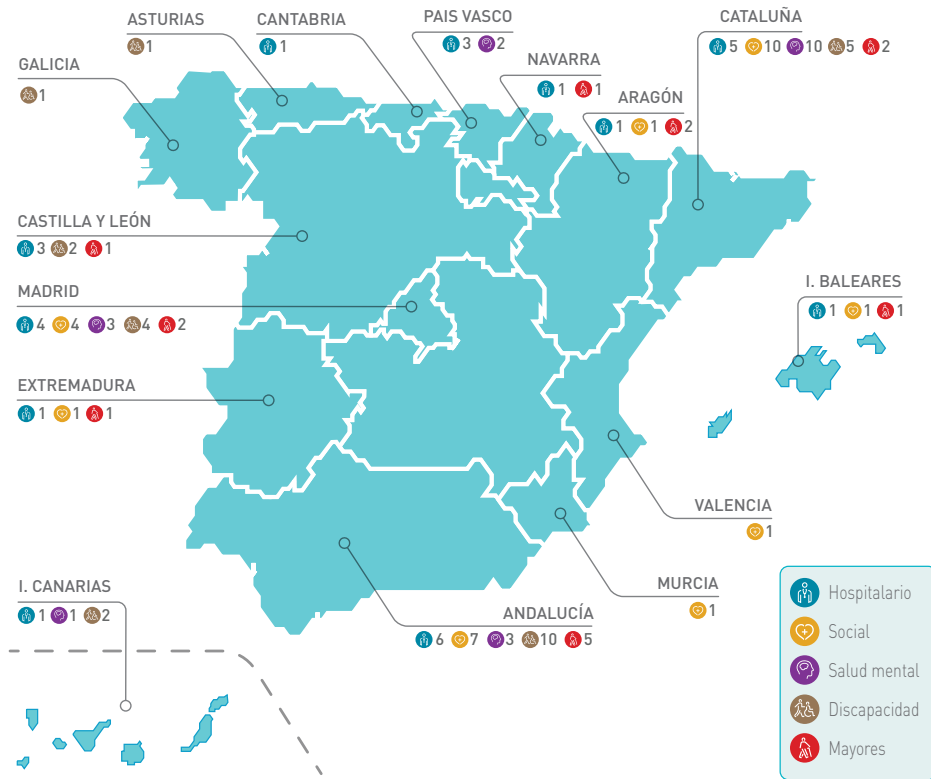 ASTURIAS
1
CANTABRIA
1
PAIS VASCO
3 2
CATALUÑA
5 10 10 5 2
GALICIA
1
NAVARRA
1 1
ARAGÓN
1 1 2
CASTILLA Y LEÓN
3 2 1
MADRID
4 4 3 4 2
I. BALEARES
1 1 1
EXTREMADURA
1 1 1
VALENCIA
1
MURCIA
1
I. CANARIAS
1 1 2
ANDALUCÍA
6 7 3 10 5
Hospitalario
Social
Salud mental
Discapacidad
Mayores